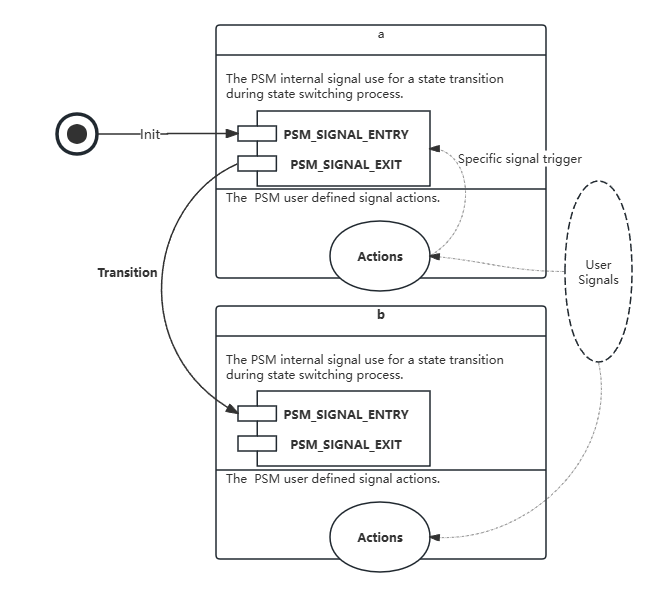 a
The PSM internal signal use for a state transition
during state switching process.
Init
PSM_SIGNAL_ENTRY
PSM_SIGNAL_EXIT
Specific signal trigger
The  PSM user defined signal actions.
Actions
User
Signals
Transition
b
The PSM internal signal use for a state transition
during state switching process.
PSM_SIGNAL_ENTRY
PSM_SIGNAL_EXIT
The  PSM user defined signal actions.
Actions